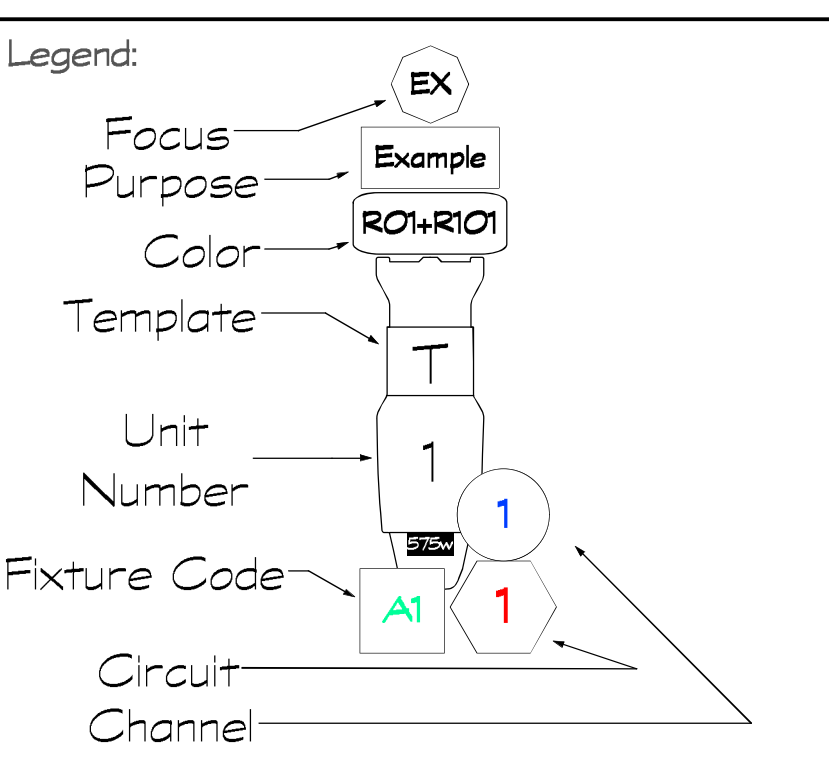 Legend:
EX
Focus
Example
Purpose
R01+R101
Color
Template
T
Unit
Number
1
1
575w
Fixture Code
A1
1
Circuit
Channel